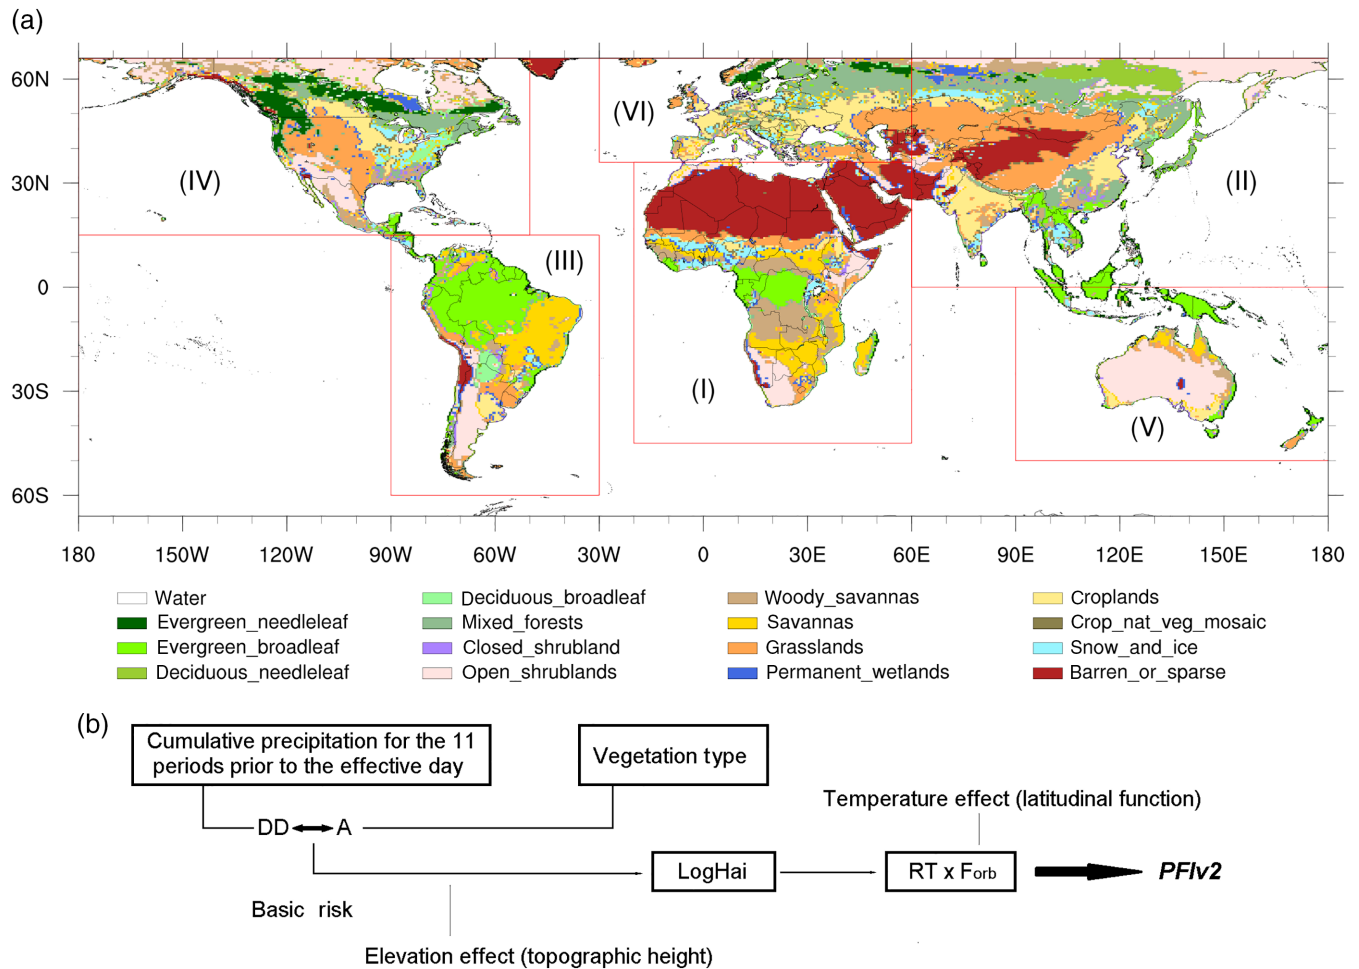 (a)
60N
30N
0
30S
60S
(VI)
(IV)
(II)
(III)
(I)
(V)
180 150W 120W 90W 60W 30W 0 30E 60E 90E 120E 150E 180
Water Deciduous_broadleaf Woody_savannas Croplands
Evergreen_needleleaf Mixed_forests Savannas Crop_nat_veg_mosaic
Evergreen_broadleaf Closed_shrubland Grasslands Snow_and_ice
Deciduous_needleleaf Open_shrublands Permanent_wetlands Barren_or_sparse
(b)
Cumulative precipitation for the 11
periods prior to the effective day
Vegetation type
Temperature effect (latitudinal function)
DD A
LogHai
RT x Forb
PFIv2
Basic risk
Elevation effect (topographic height)